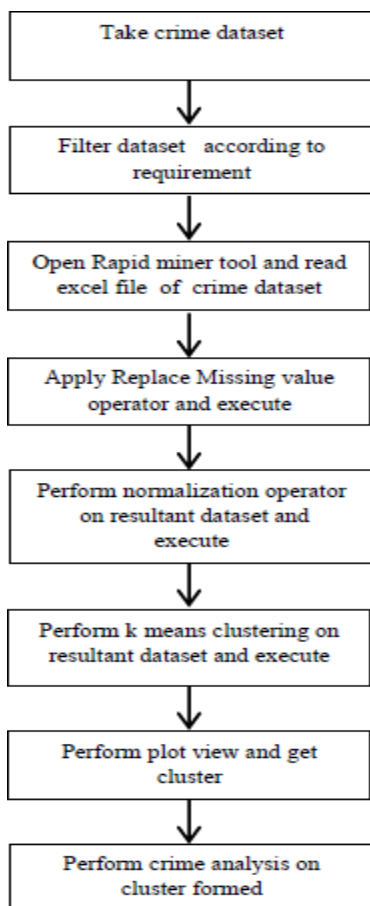 Take crime dataset
Filter dataset according to
requirement
Open Rapid miner tool and read
excel file of crime dataset
Apply Replace Missing value
operator and execute
Perform normalization operator
on resultant dataset and
execute
Perform k means clustering on
resultant dataset and execute
Perform plot view and get
cluster
Perform crime analysis on
cluster formed